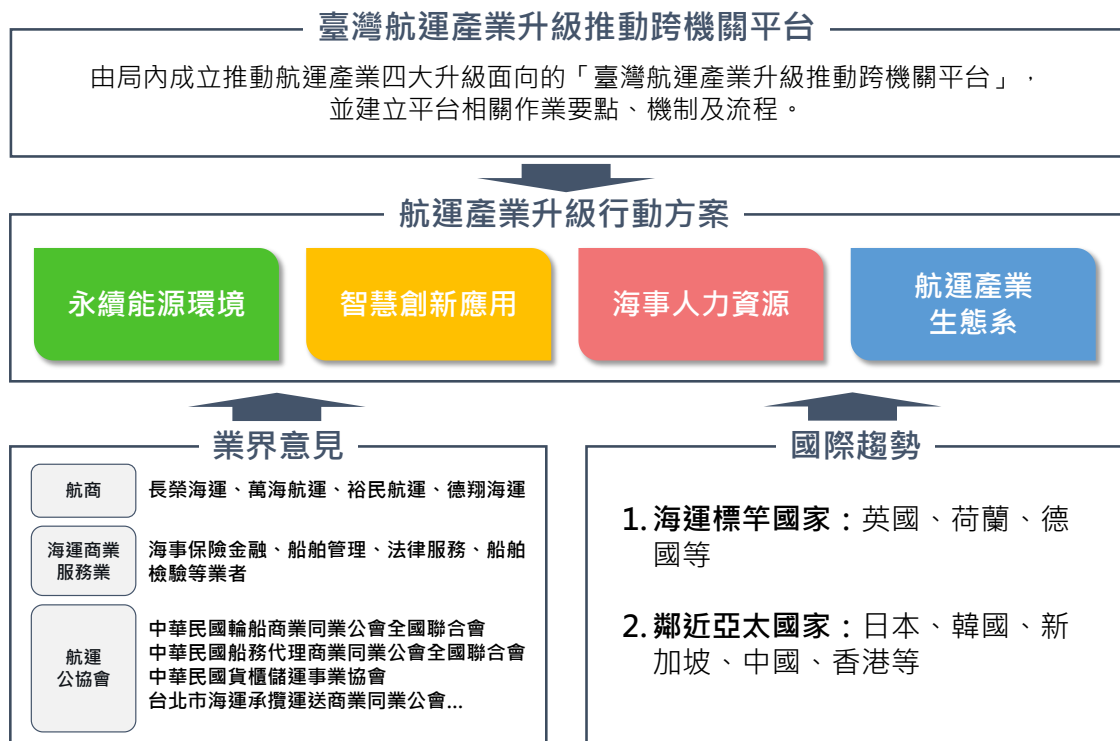 臺灣航運產業升級推動跨機關平台
由局內成立推動航運產業四大升級面向的「臺灣航運產業升級推動跨機關平台」，
並建立平台相關作業要點、機制及流程。
航運產業升級行動方案
永續能源環境
智慧創新應用
海事人力資源
航運產業
生態系
業界意見
航商
長榮海運、萬海航運、裕民航運、德翔海運
海運商業
服務業
海事保險金融、船舶管理、法律服務、船舶
檢驗等業者
航運
公協會
中華民國輪船商業同業公會全國聯合會
中華民國船務代理商業同業公會全國聯合會
中華民國貨櫃儲運事業協會
台北市海運承攬運送商業同業公會...
國際趨勢
1. 海運標竿國家：英國、荷蘭、德
國等
2. 鄰近亞太國家：日本、韓國、新
加坡、中國、香港等